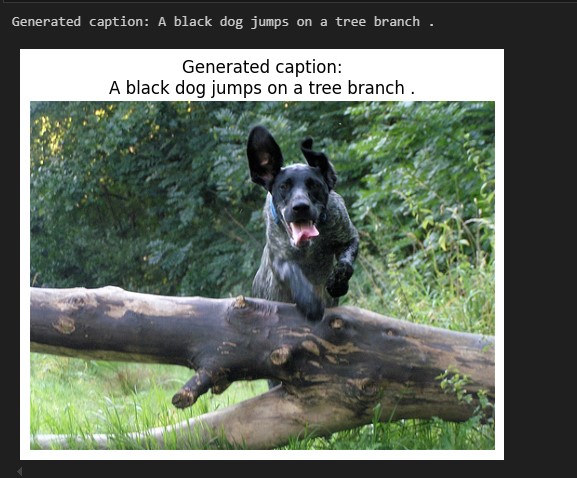 Generated caption: A black dog jumps on a tree branch .
Generated caption:
A black dog jumps on a tree branch .